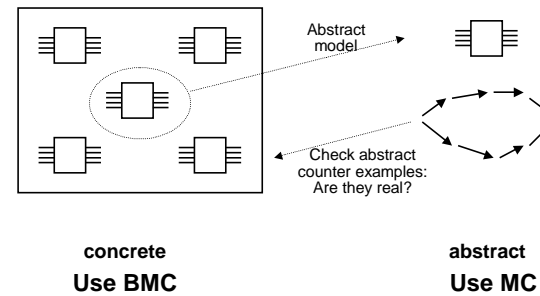 Abstract
model
Check abstract
counter examples:
Are they real?
concrete
abstract
Use BMC
Use MC